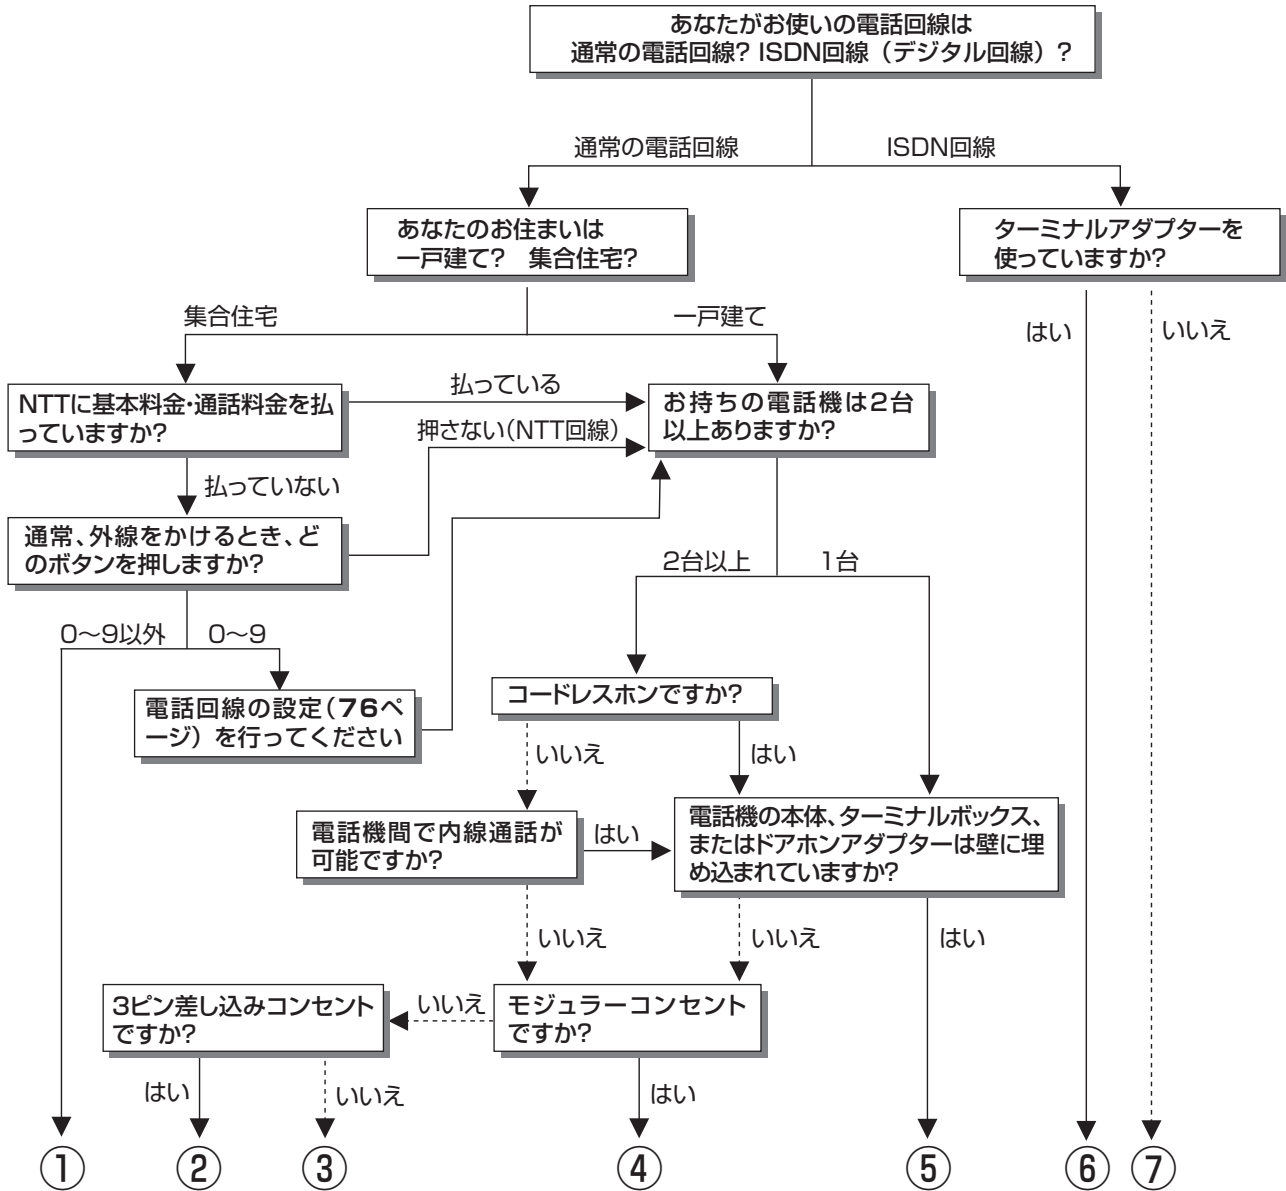 あなたがお使いの電話回線は
通常の電話回線? ISDN回線（デジタル回線）?
通常の電話回線
ISDN回線
あなたのお住まいは
一戸建て? 集合住宅?
ターミナルアダプターを
使っていますか?
集合住宅
一戸建て
はい
いいえ
NTTに基本料金・通話料金を払
っていますか?
払っている
お持ちの電話機は2台
以上ありますか?
押さない(NTT回線)
払っていない
通常、外線をかけるとき、ど
のボタンを押しますか?
2台以上
1台
0〜9以外
0〜9
電話回線の設定(76ペ
ージ）を行ってください
コードレスホンですか?
いいえ
はい
電話機間で内線通話が
可能ですか?
はい
電話機の本体、ターミナルボックス、
またはドアホンアダプターは壁に埋
め込まれていますか?
いいえ
いいえ
はい
3ピン差し込みコンセント
ですか?
いいえ
モジュラーコンセント
ですか?
はい
いいえ
はい
①
②
③
④
⑤
⑥
⑦